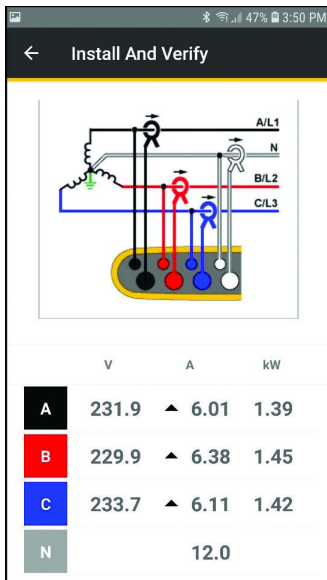 47% 3:50 PM
Install And Verify
A/L1
N
B/L2
C/L3
V A kW
A 231.9 6.01 1.39
B 229.9 6.38 1.45
C 233.7 6.11 1.42
N 12.0